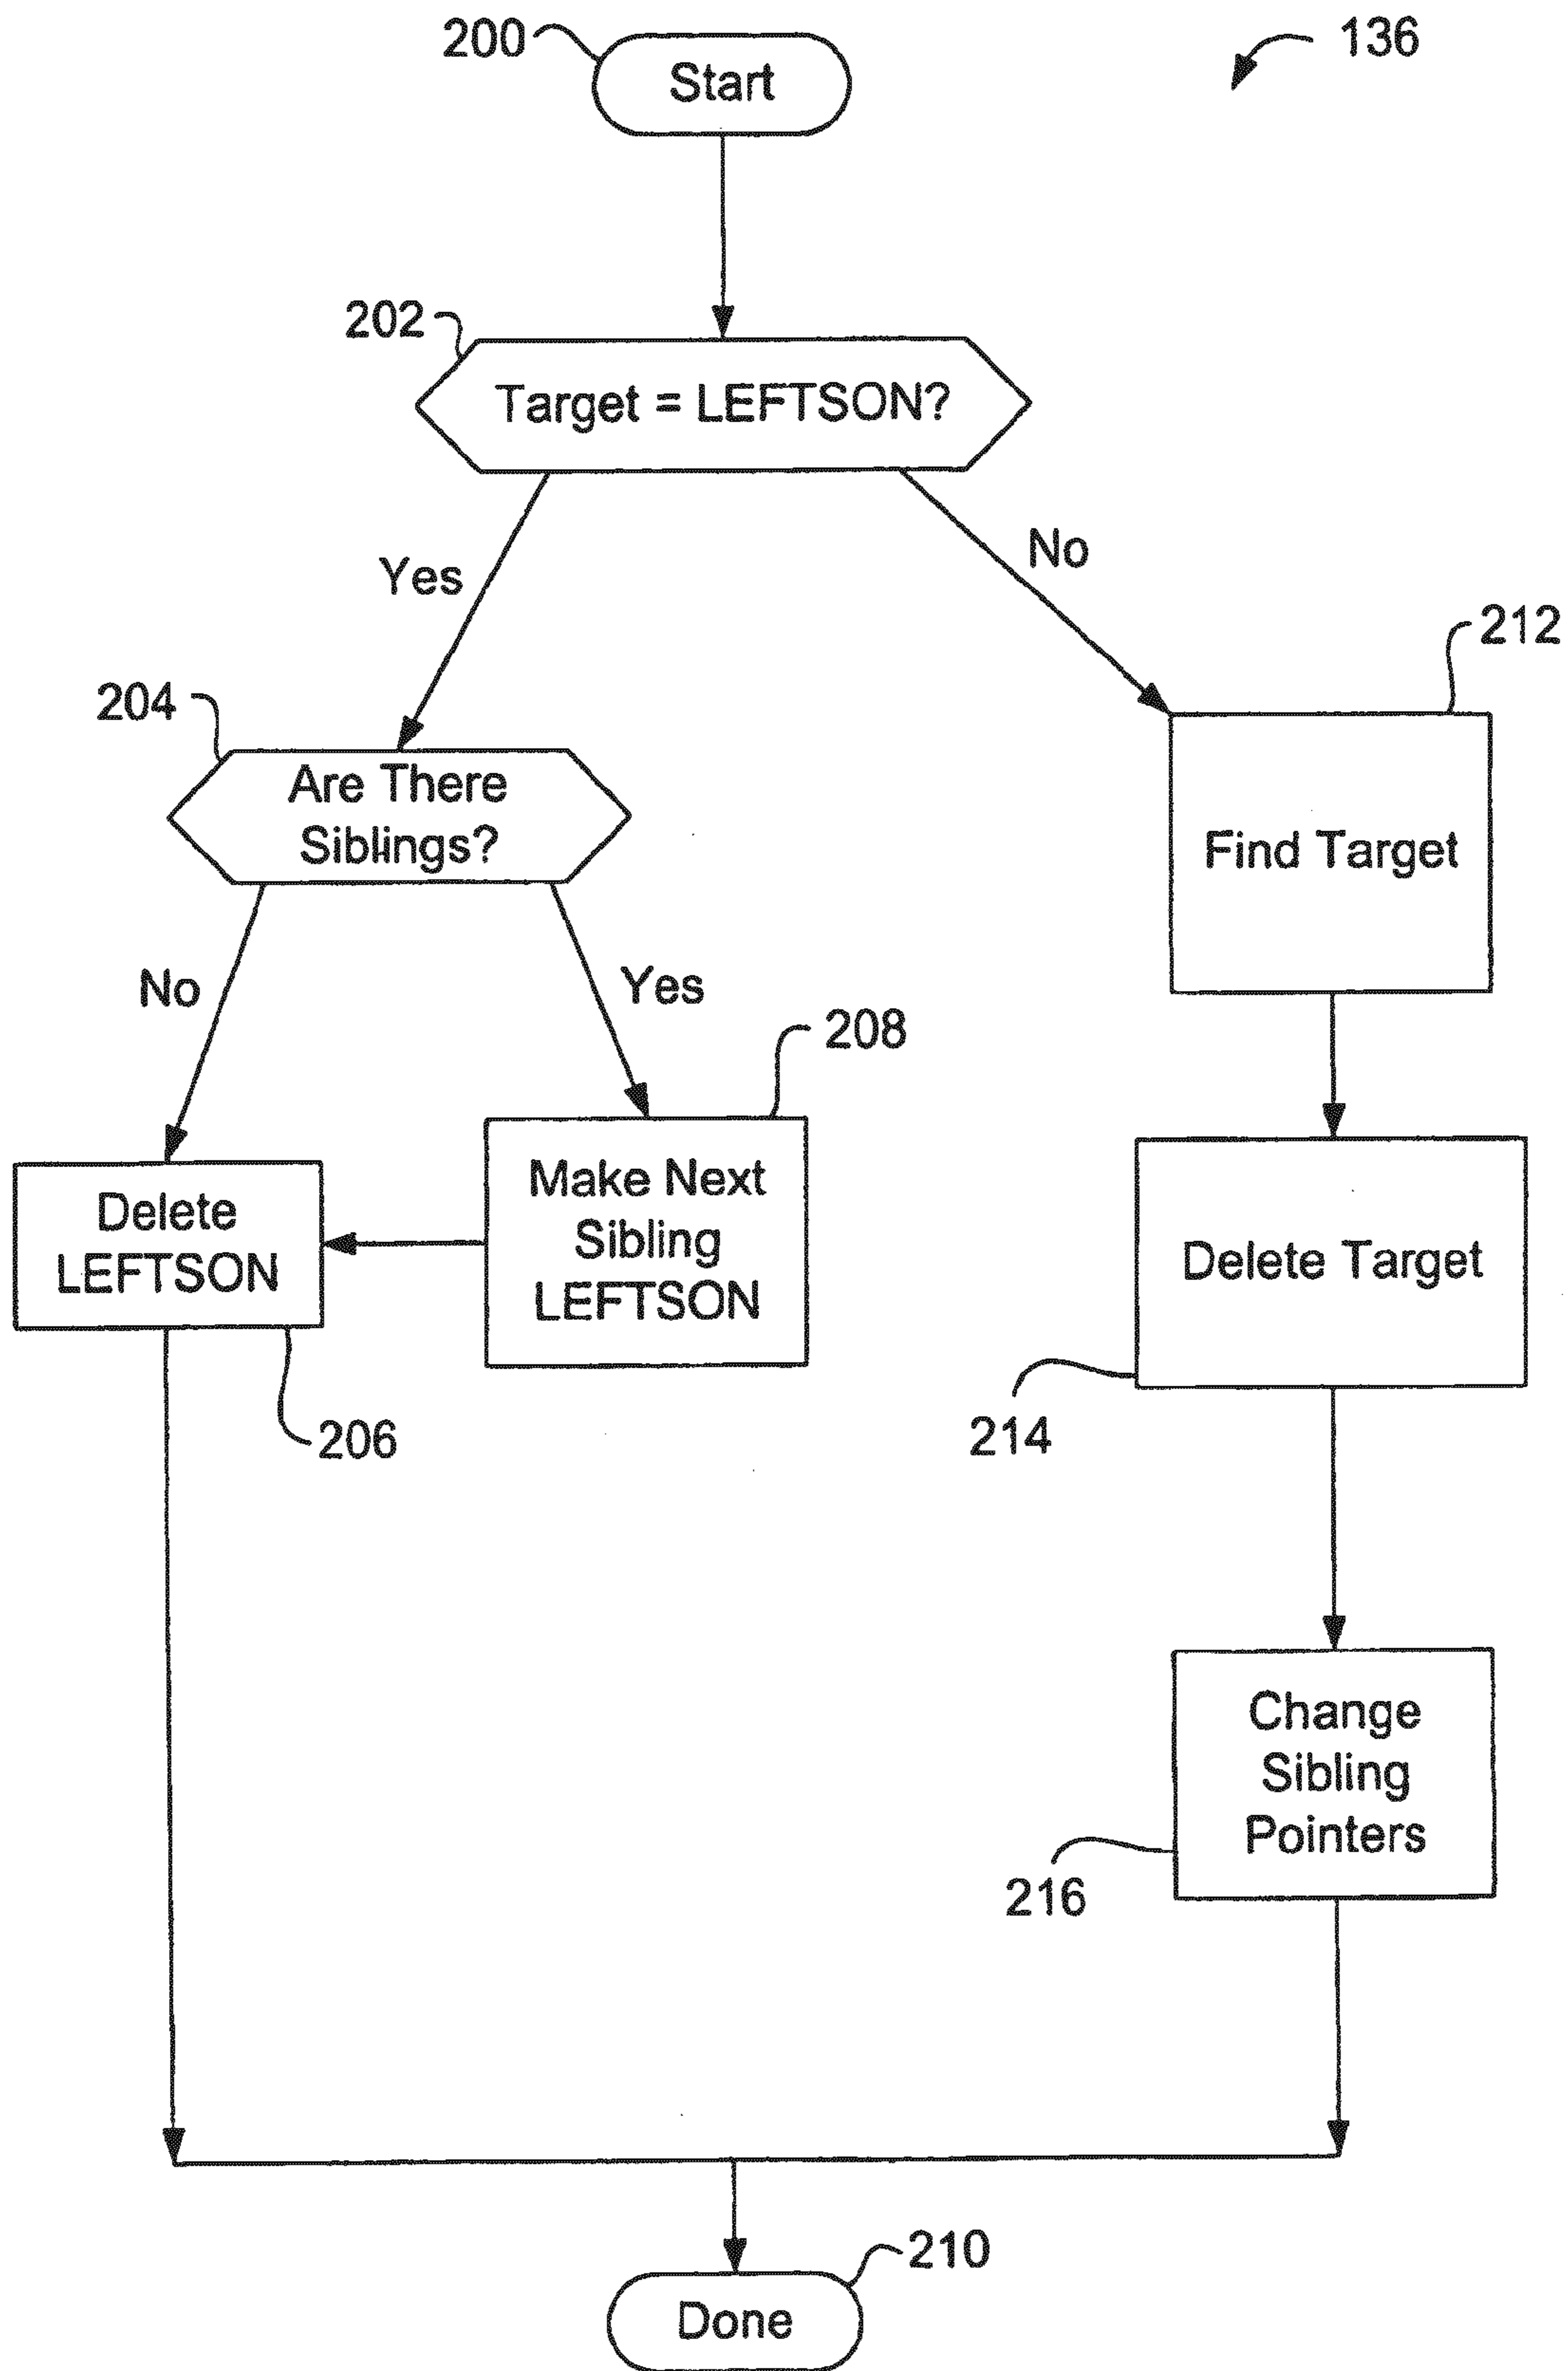 200
Start
136
202
Target = LEFTSON?
Yes
No
212
204
Are There
Siblings?
Find Target
No
Yes
208
Delete
LEFTSON
Make Next
Sibling
LEFTSON
Delete Target
206
214
Change
Sibling
Pointers
216
210
Done